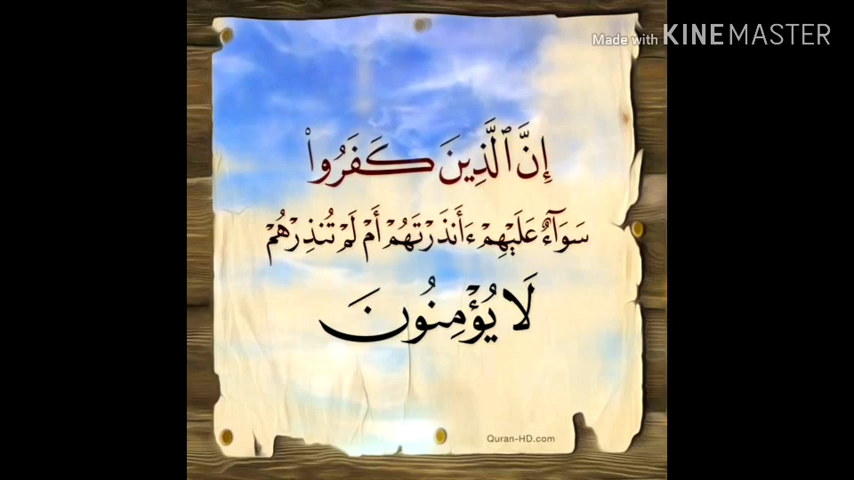 Made with KINEMASTER
إِنَّ ٱلَّذِينَ كَفَرُوا۟
سَوَآءٌ عَلَيْهِمْ ءَأَنذَرْتَهُمْ أَمْ لَمْ تُنذِرْهُمْ
لَا يُؤْمِنُونَ
Quran-HD.com